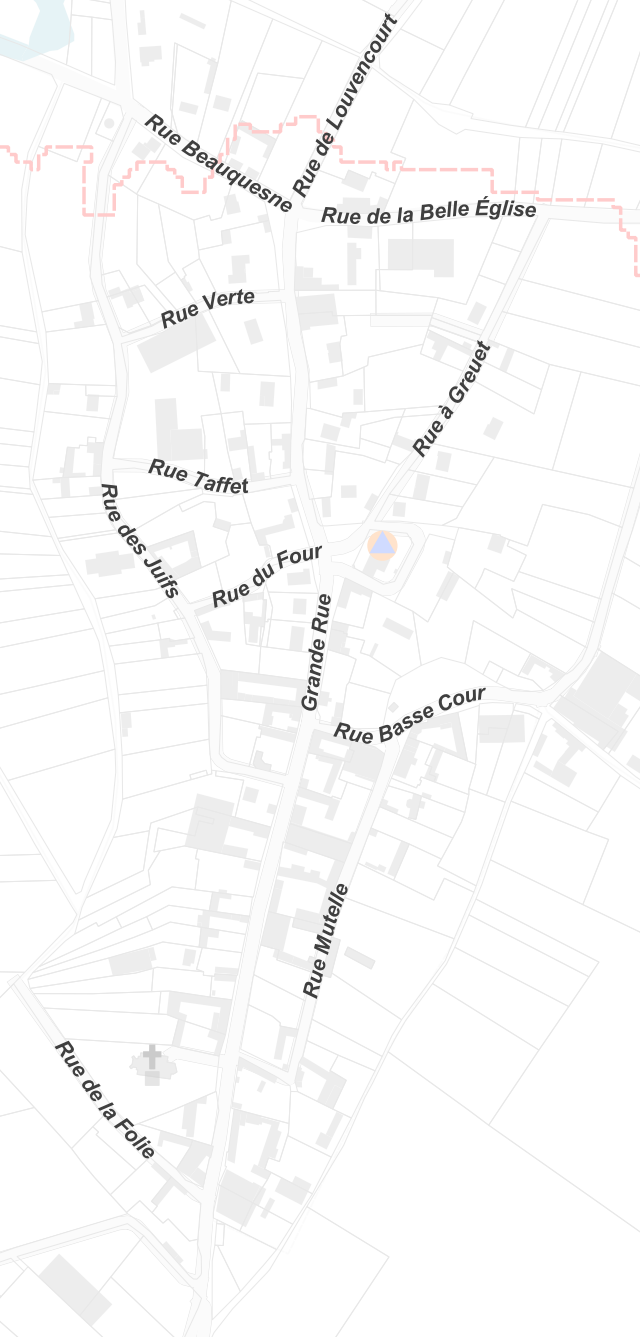 Rue de Louvencourt
Rue Beauquesne
Rue de la Belle Église
Rue Verte
Rue à Greuet
Rue Taffet
Rue des Juifs
Rue du Four
Grande Rue
Rue Basse Cour
Rue Mutelle
Rue de la Folie